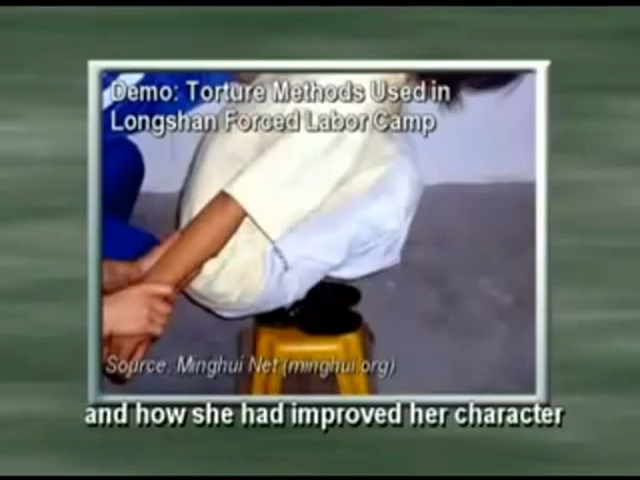 Demo: Torture Methods Used in
Longshan Forced Labor Camp
Source: Minghui Net (minghui.org)
and how she had improved her character